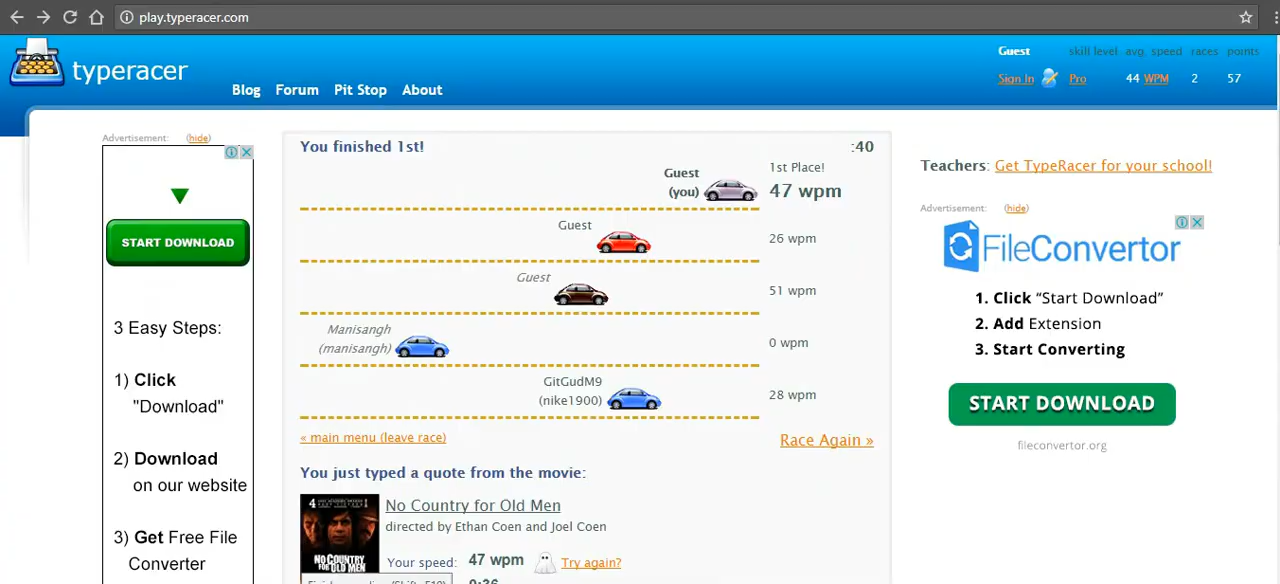 play.typeracer.com
typeracer
Blog Forum Pit Stop About
Guest skill level avg. speed races points
Sign In Pro 44 WPM 2 57
Advertisement: (hide)
START DOWNLOAD
3 Easy Steps:
1) Click
"Download"
2) Download
on our website
3) Get Free File
Converter
You finished 1st! :40
Guest
(you)
1st Place!
47 wpm
Guest
26 wpm
Guest
51 wpm
Manisangh
(manisangh)
0 wpm
GitGudM9
(nike1900)
28 wpm
« main menu (leave race) Race Again »
You just typed a quote from the movie:
NO COUNTRY
FOR OLD MEN
No Country for Old Men
directed by Ethan Coen and Joel Coen
Your speed: 47 wpm Try again?
Teachers: Get TypeRacer for your school!
Advertisement: (hide)
FileConvertor
1. Click “Start Download”
2. Add Extension
3. Start Converting
START DOWNLOAD
fileconvertor.org